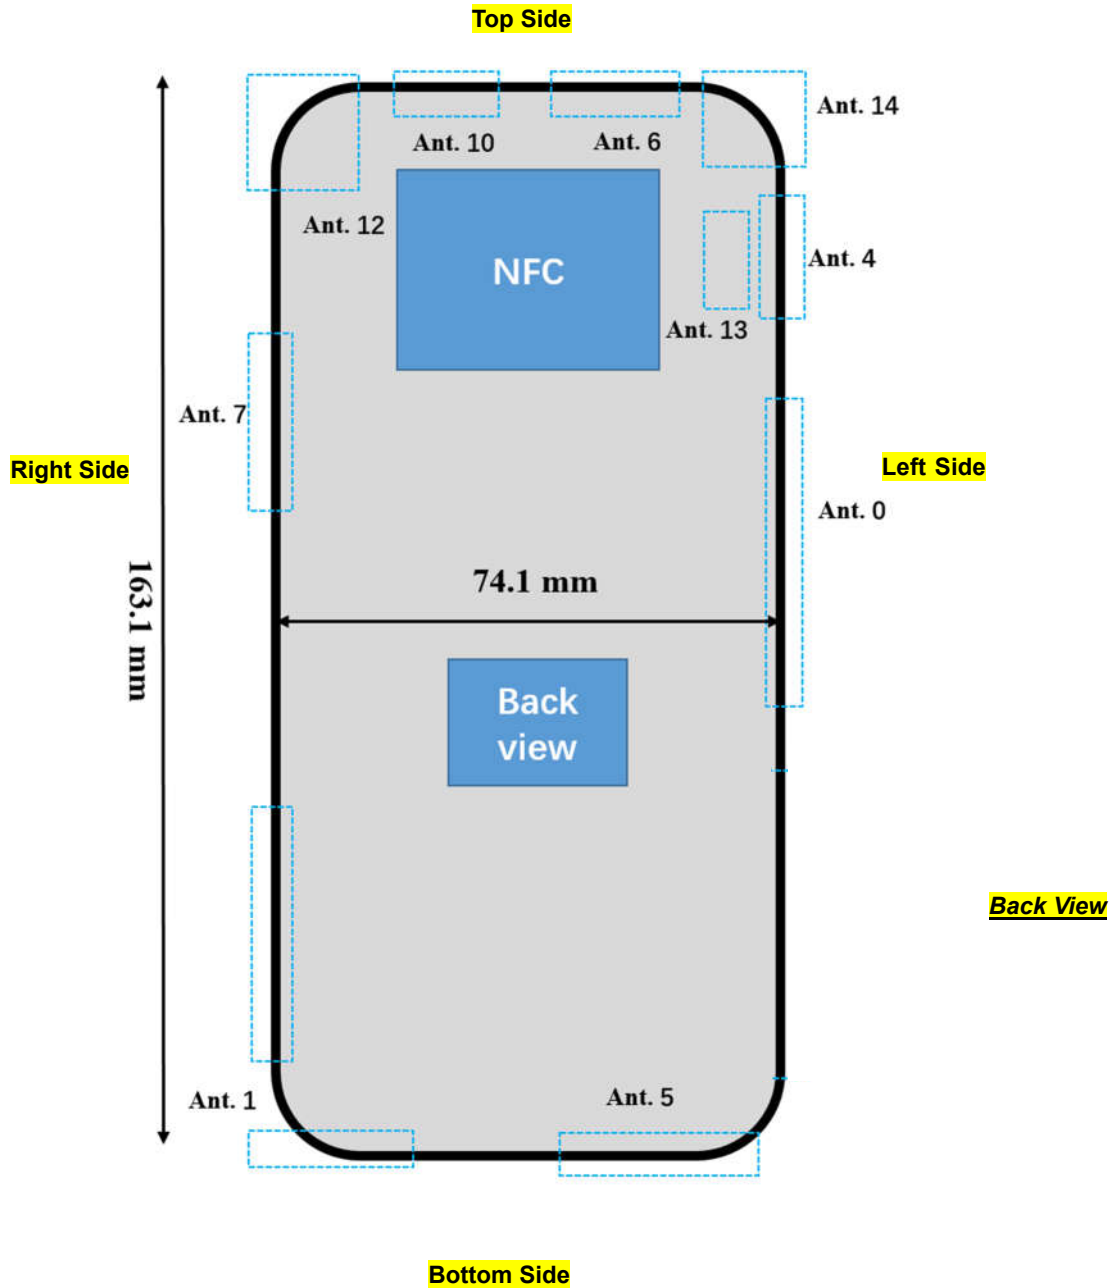 Top Side
Ant. 14
Ant. 10
Ant. 6
Ant. 12
Ant. 4
NFC
Ant. 13
Ant. 7
Right Side
Left Side
Ant. 0
74.1 mm
163.1 mm
Back
view
Back View
Ant. 1
Ant. 5
Bottom Side